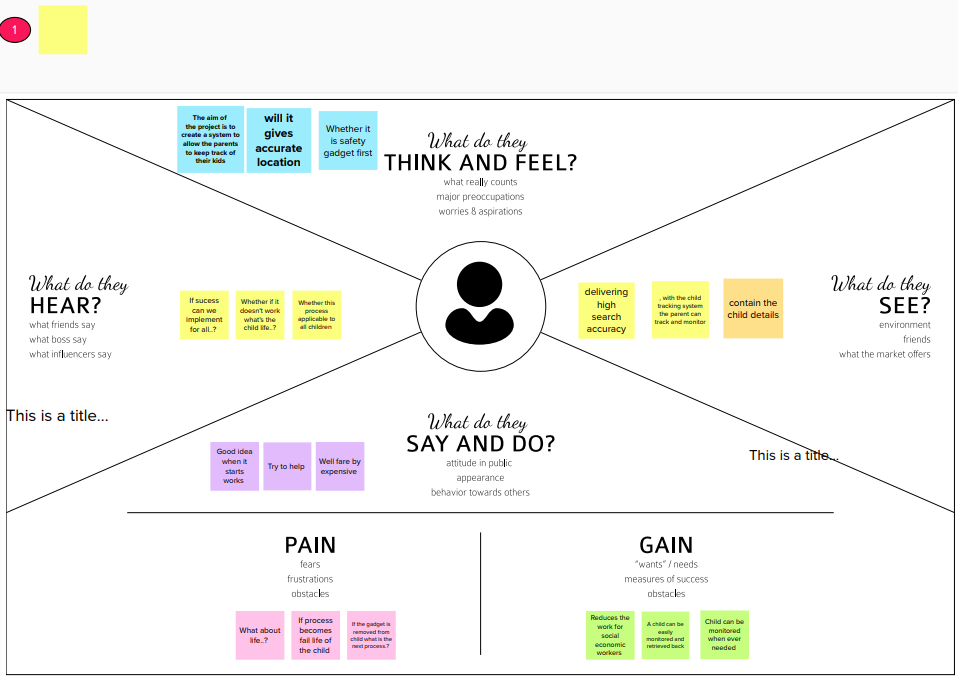 1
The aim of
the project is to
create a system to
allow the parents
to keep track of
their kids
will it
gives
accurate
location
Whether it
is safety
gadget first
What do they
THINK AND FEEL?
what really counts
major preoccupations
worries & aspirations
What do they
HEAR?
what friends say
what boss say
what influencers say
If sucess
can we
implement
for all..?
Whether if it
doesn't work
what's the
child life..?
Whether this
process
applicable to
all children
delivering
high
search
accuracy
, with the child
tracking system
the parent can
track and monitor
contain the
child details
What do they
SEE?
environment
friends
what the market offers
This is a title...
What do they
SAY AND DO?
attitude in public
appearance
behavior towards others
Good idea
when it
starts
works
Try to help
Well fare by
expensive
This is a title...
PAIN
fears
frustrations
obstacles
What about
life..?
If process
becomes
fail life of
the child
If the gadget is
removed from
child what is the
next process.?
GAIN
"wants" / needs
measures of success
obstacles
Reduces the
work for
social
economic
workers
A child can be
easily
monitored and
retrieved back
Child can be
monitored
when ever
needed